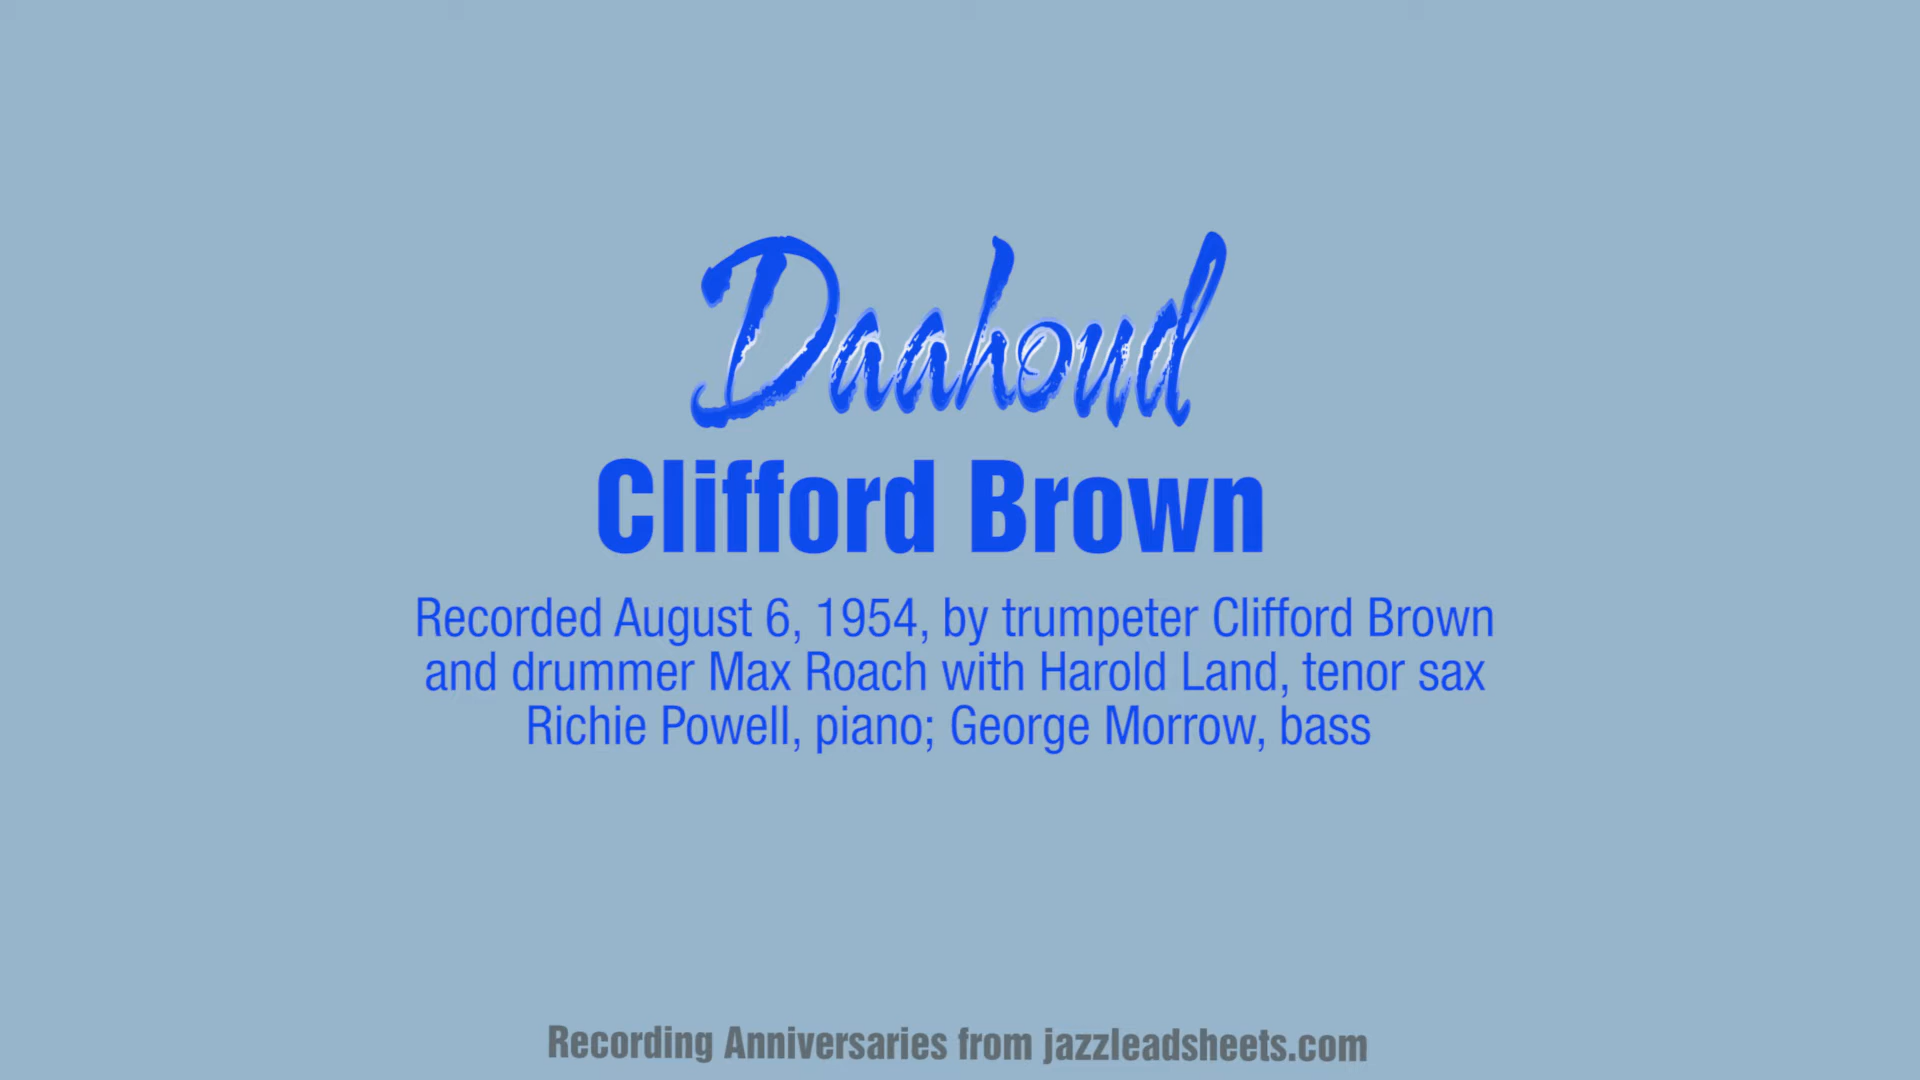 Daahoud
Clifford Brown
Recorded August 6, 1954, by trumpeter Clifford Brown
and drummer Max Roach with Harold Land, tenor sax
Richie Powell, piano; George Morrow, bass
Recording Anniversaries from jazzleadsheets.com